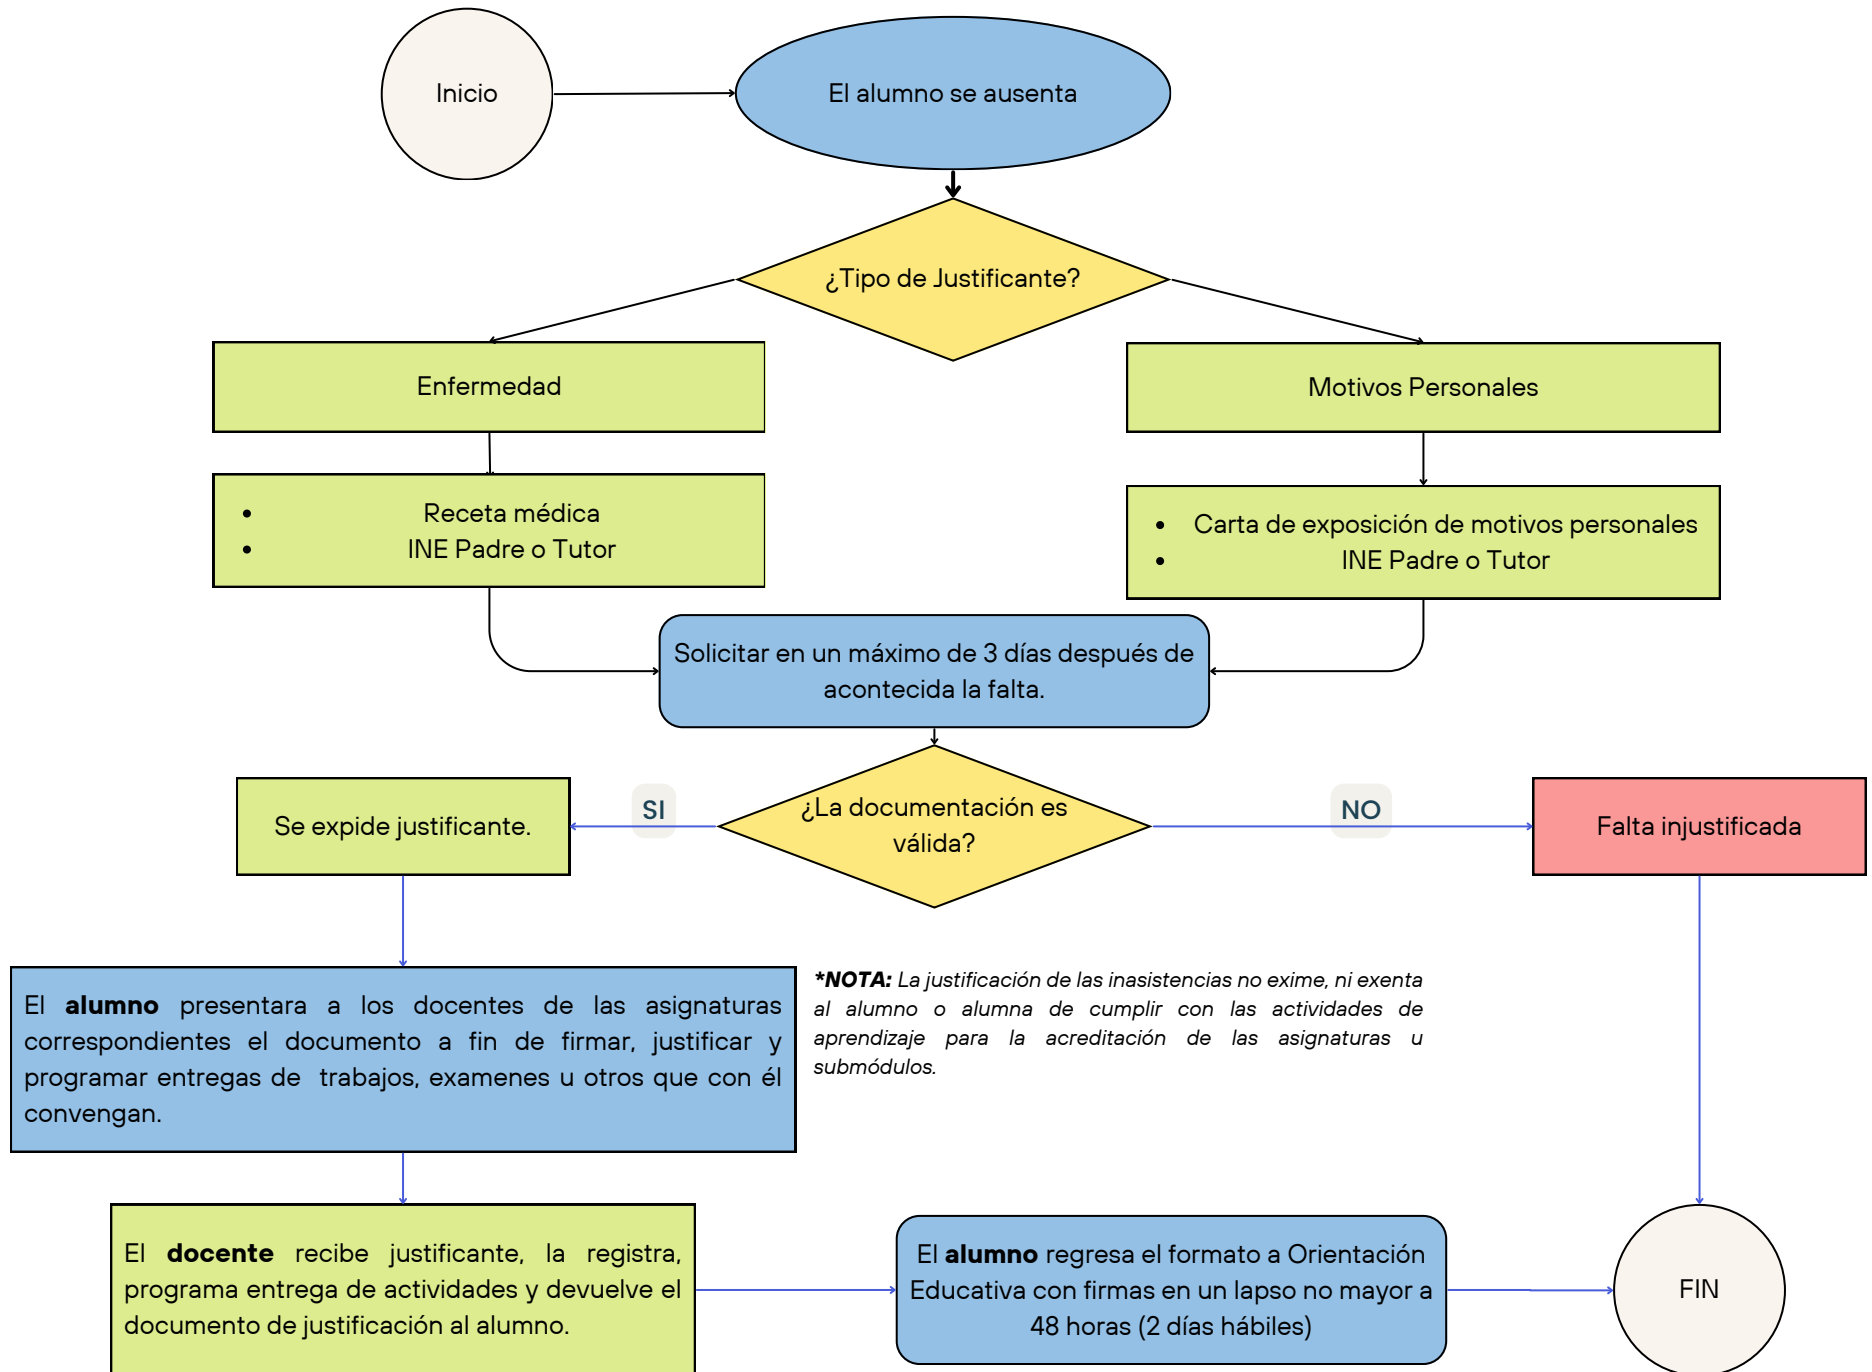 Inicio
El alumno se ausenta
¿Tipo de Justificante?
Enfermedad
Motivos Personales
• Receta médica
• INE Padre o Tutor
• Carta de exposición de motivos personales
• INE Padre o Tutor
Solicitar en un máximo de 3 días después de
acontecida la falta.
¿La documentación es
válida?
SI
NO
Se expide justificante.
Falta injustificada
El alumno presentara a los docentes de las asignaturas
correspondientes el documento a fin de firmar, justificar y
programar entregas de trabajos, examenes u otros que con él
convengan.
*NOTA: La justificación de las inasistencias no exime, ni exenta
al alumno o alumna de cumplir con las actividades de
aprendizaje para la acreditación de las asignaturas u
submódulos.
El docente recibe justificante, la registra,
programa entrega de actividades y devuelve el
documento de justificación al alumno.
El alumno regresa el formato a Orientación
Educativa con firmas en un lapso no mayor a
48 horas (2 días hábiles)
FIN